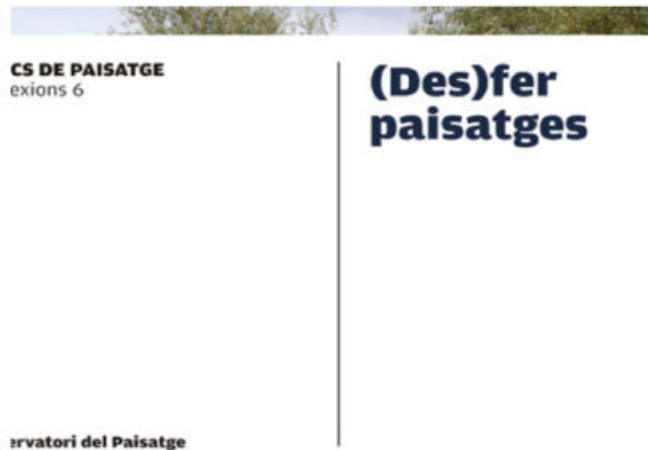 CS DE PAISATGE
exions 6
(Des)fer
paisatges
ervatori del Paisatge